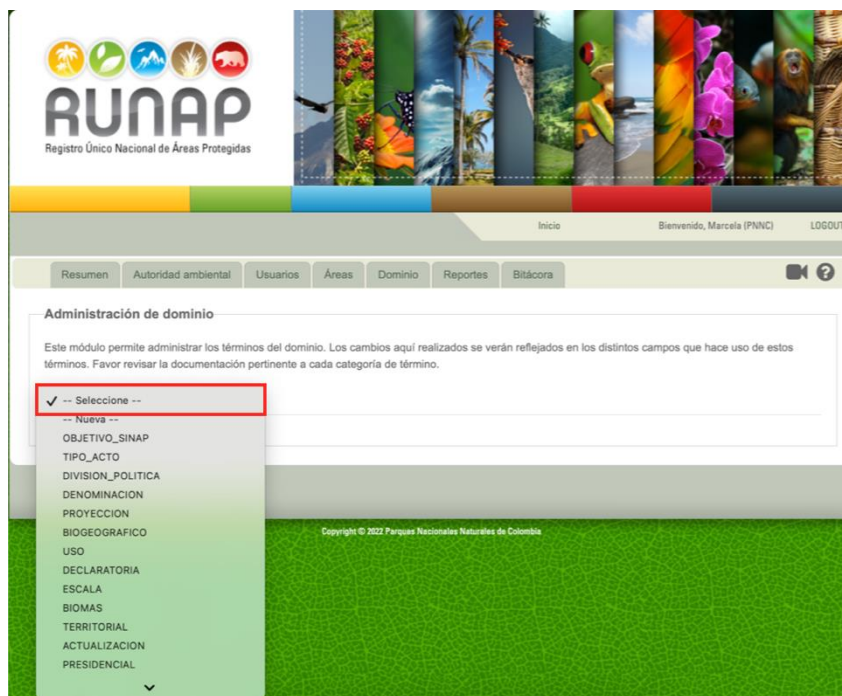 RUNAP
Registro Único Nacional de Áreas Protegidas
Inicio
Bienvenido, Marcela (PNNC)
LOGOUT
Resumen
Autoridad ambiental
Usuarios
Áreas
Dominio
Reportes
Bitácora
Administración de dominio
Este módulo permite administrar los términos del dominio. Los cambios aquí realizados se verán reflejados en los distintos campos que hace uso de estos
términos. Favor revisar la documentación pertinente a cada categoría de término.
-- Seleccione --
-- Nueva --
OBJETIVO_SINAP
TIPO_ACTO
DIVISION_POLITICA
DENOMINACION
PROYECCION
BIOGEOGRAFICO
USO
DECLARATORIA
ESCALA
BIOMAS
TERRITORIAL
ACTUALIZACION
PRESIDENCIAL
Copyright © 2022 Parques Nacionales Naturales de Colombia